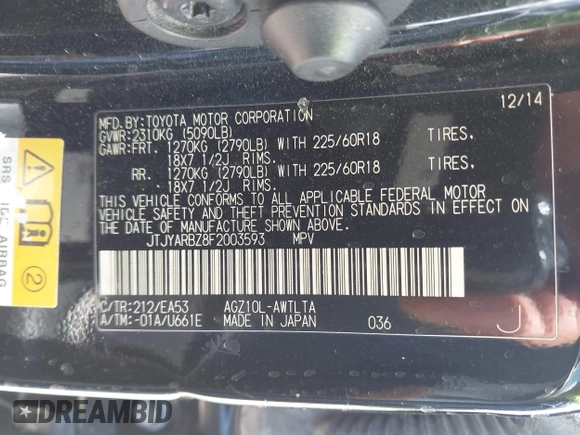 MFD.BY:TOYOTA MOTOR CORPORATION 12/14
GVWR:2310KG (5090LB)
GAWR:FRT. 1270KG (2790LB) WITH 225/60R18 TIRES.
18X7 1/2J RIMS.
RR. 1270KG (2790LB) WITH 225/60R18 TIRES.
18X7 1/2J RIMS.
THIS VEHICLE CONFORMS TO ALL APPLICABLE FEDERAL MOTOR
VEHICLE SAFETY AND THEFT PREVENTION STANDARDS IN EFFECT ON
THE DATE OF MANUFACTURE SHOWN ABOVE.
JTJYARBZ8F2003593 MPV
C/TR:212/EA53 AGZ10L-AWTLTA
A/TM:-01A/U661E MADE IN JAPAN 036 J
SRS AIRBAG
2
DREAMBID